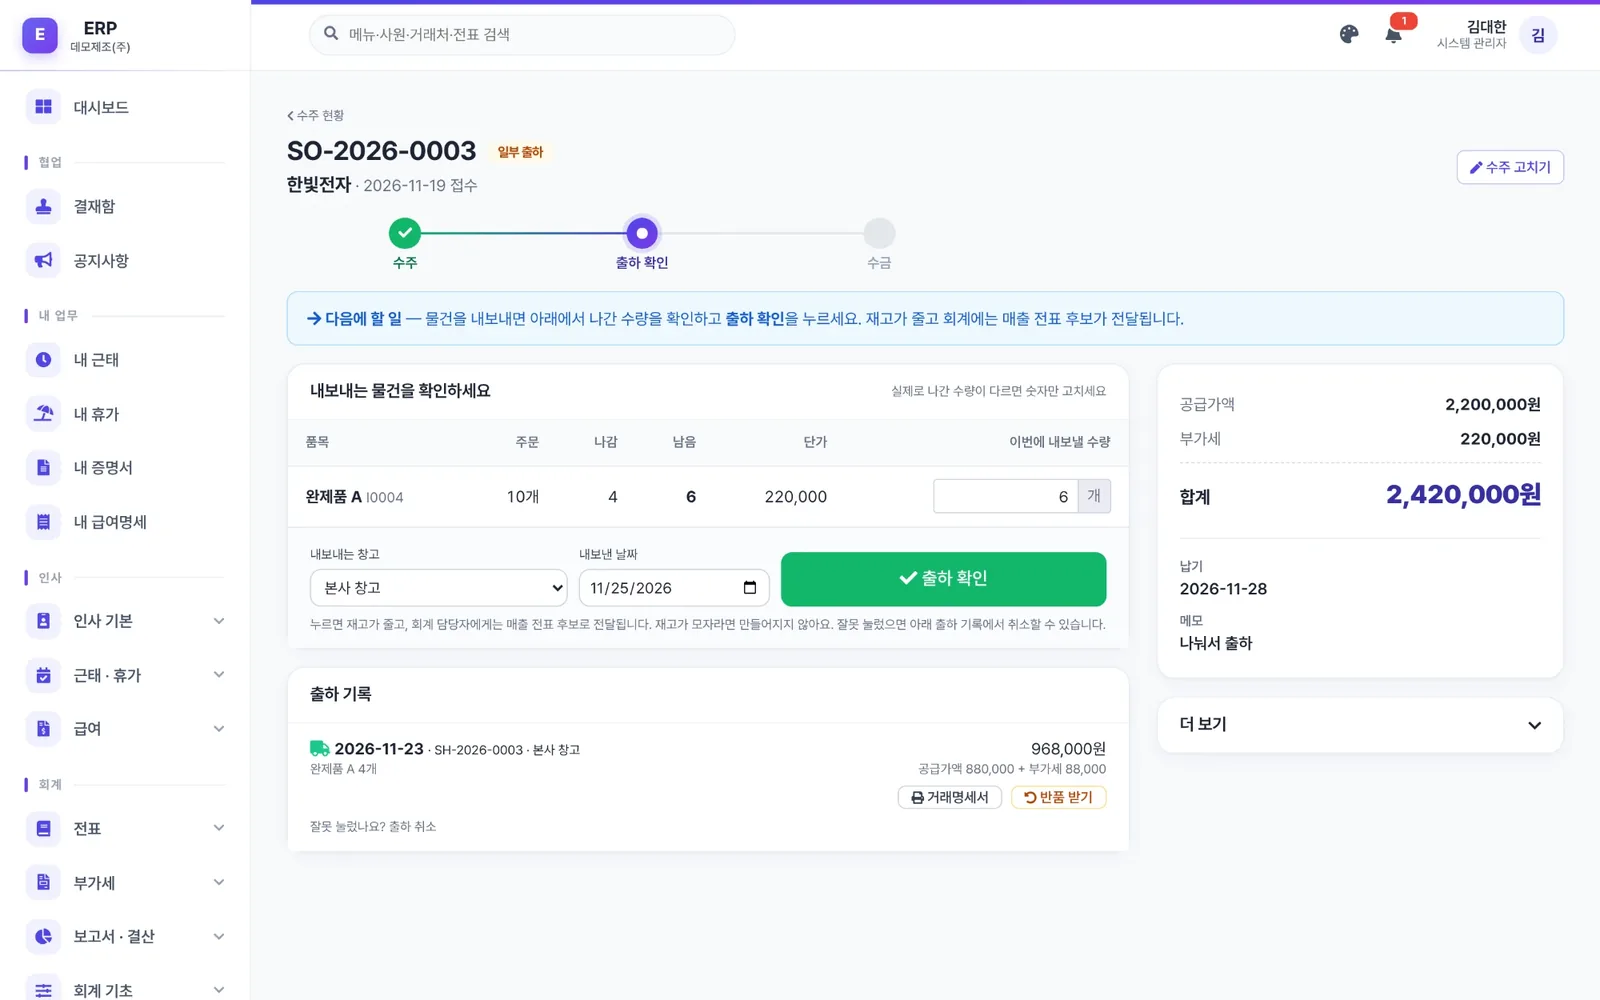 E
ERP
데모제조(주)
메뉴·사원·거래처·전표 검색
1
김대한
시스템 관리자
김
대시보드
협업
결재함
공지사항
내 업무
내 근태
내 휴가
내 증명서
내 급여명세
인사
인사 기본
근태 · 휴가
급여
회계
전표
부가세
보고서 · 결산
회계 기초
수주 현황
SO-2026-0003
일부 출하
한빛전자 · 2026-11-19 접수
수주 고치기
수주
출하 확인
수금
다음에 할 일 — 물건을 내보내면 아래에서 나간 수량을 확인하고 출하 확인을 누르세요. 재고가 줄고 회계에는 매출 전표 후보가 전달됩니다.
내보내는 물건을 확인하세요
실제로 나간 수량이 다르면 숫자만 고치세요
품목 주문 나감 남음 단가 이번에 내보낼 수량
완제품 A I0004 10개 4 6 220,000 6 개
내보내는 창고
내보낸 날짜
본사 창고
11/25/2026
출하 확인
누르면 재고가 줄고, 회계 담당자에게는 매출 전표 후보로 전달됩니다. 재고가 모자라면 만들어지지 않아요. 잘못 눌렀으면 아래 출하 기록에서 취소할 수 있습니다.
출하 기록
2026-11-23 · SH-2026-0003 · 본사 창고
968,000원
완제품 A 4개
공급가액 880,000 + 부가세 88,000
거래명세서
반품 받기
잘못 눌렀나요? 출하 취소
공급가액 2,200,000원
부가세 220,000원
합계 2,420,000원
납기
2026-11-28
메모
나눠서 출하
더 보기